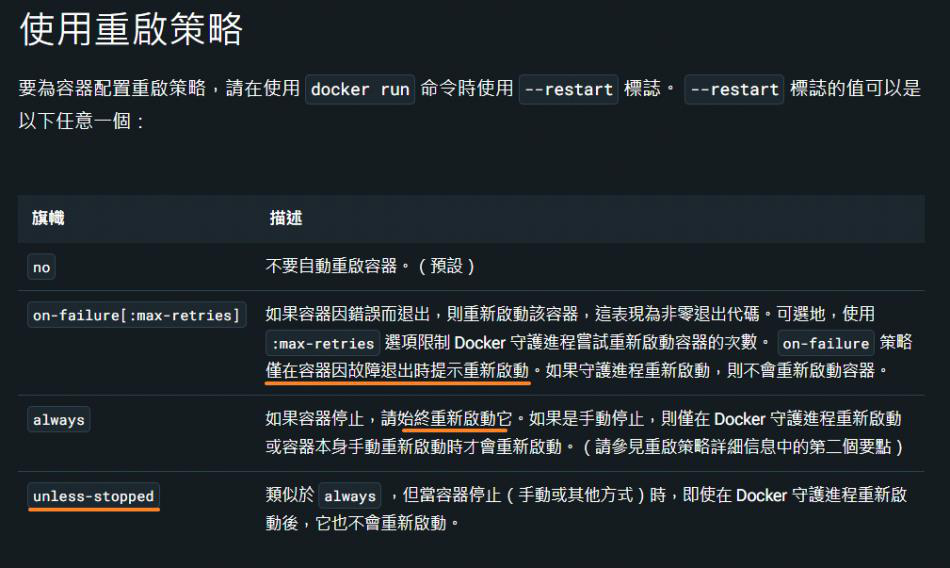 使用重啟策略
要為容器配置重啟策略，請在使用 docker run 命令時使用 --restart 標誌。 --restart 標誌的值可以是
以下任意一個：
旗幟 描述
no 不要自動重啟容器。（預設）
on-failure[:max-retries] 如果容器因錯誤而退出，則重新啟動該容器，這表現為非零退出代碼。可選地，使用
:max-retries 選項限制 Docker 守護進程嘗試重新啟動容器的次數。 on-failure 策略
僅在容器因故障退出時提示重新啟動。如果守護進程重新啟動，則不會重新啟動容器。
always 如果容器停止，請始終重新啟動它。如果是手動停止，則僅在 Docker 守護進程重新啟動
或容器本身手動重新啟動時才會重新啟動。（請參見重啟策略詳細信息中的第二個要點）
unless-stopped 類似於 always ，但當容器停止（手動或其他方式）時，即使在 Docker 守護進程重新啟
動後，它也不會重新啟動。